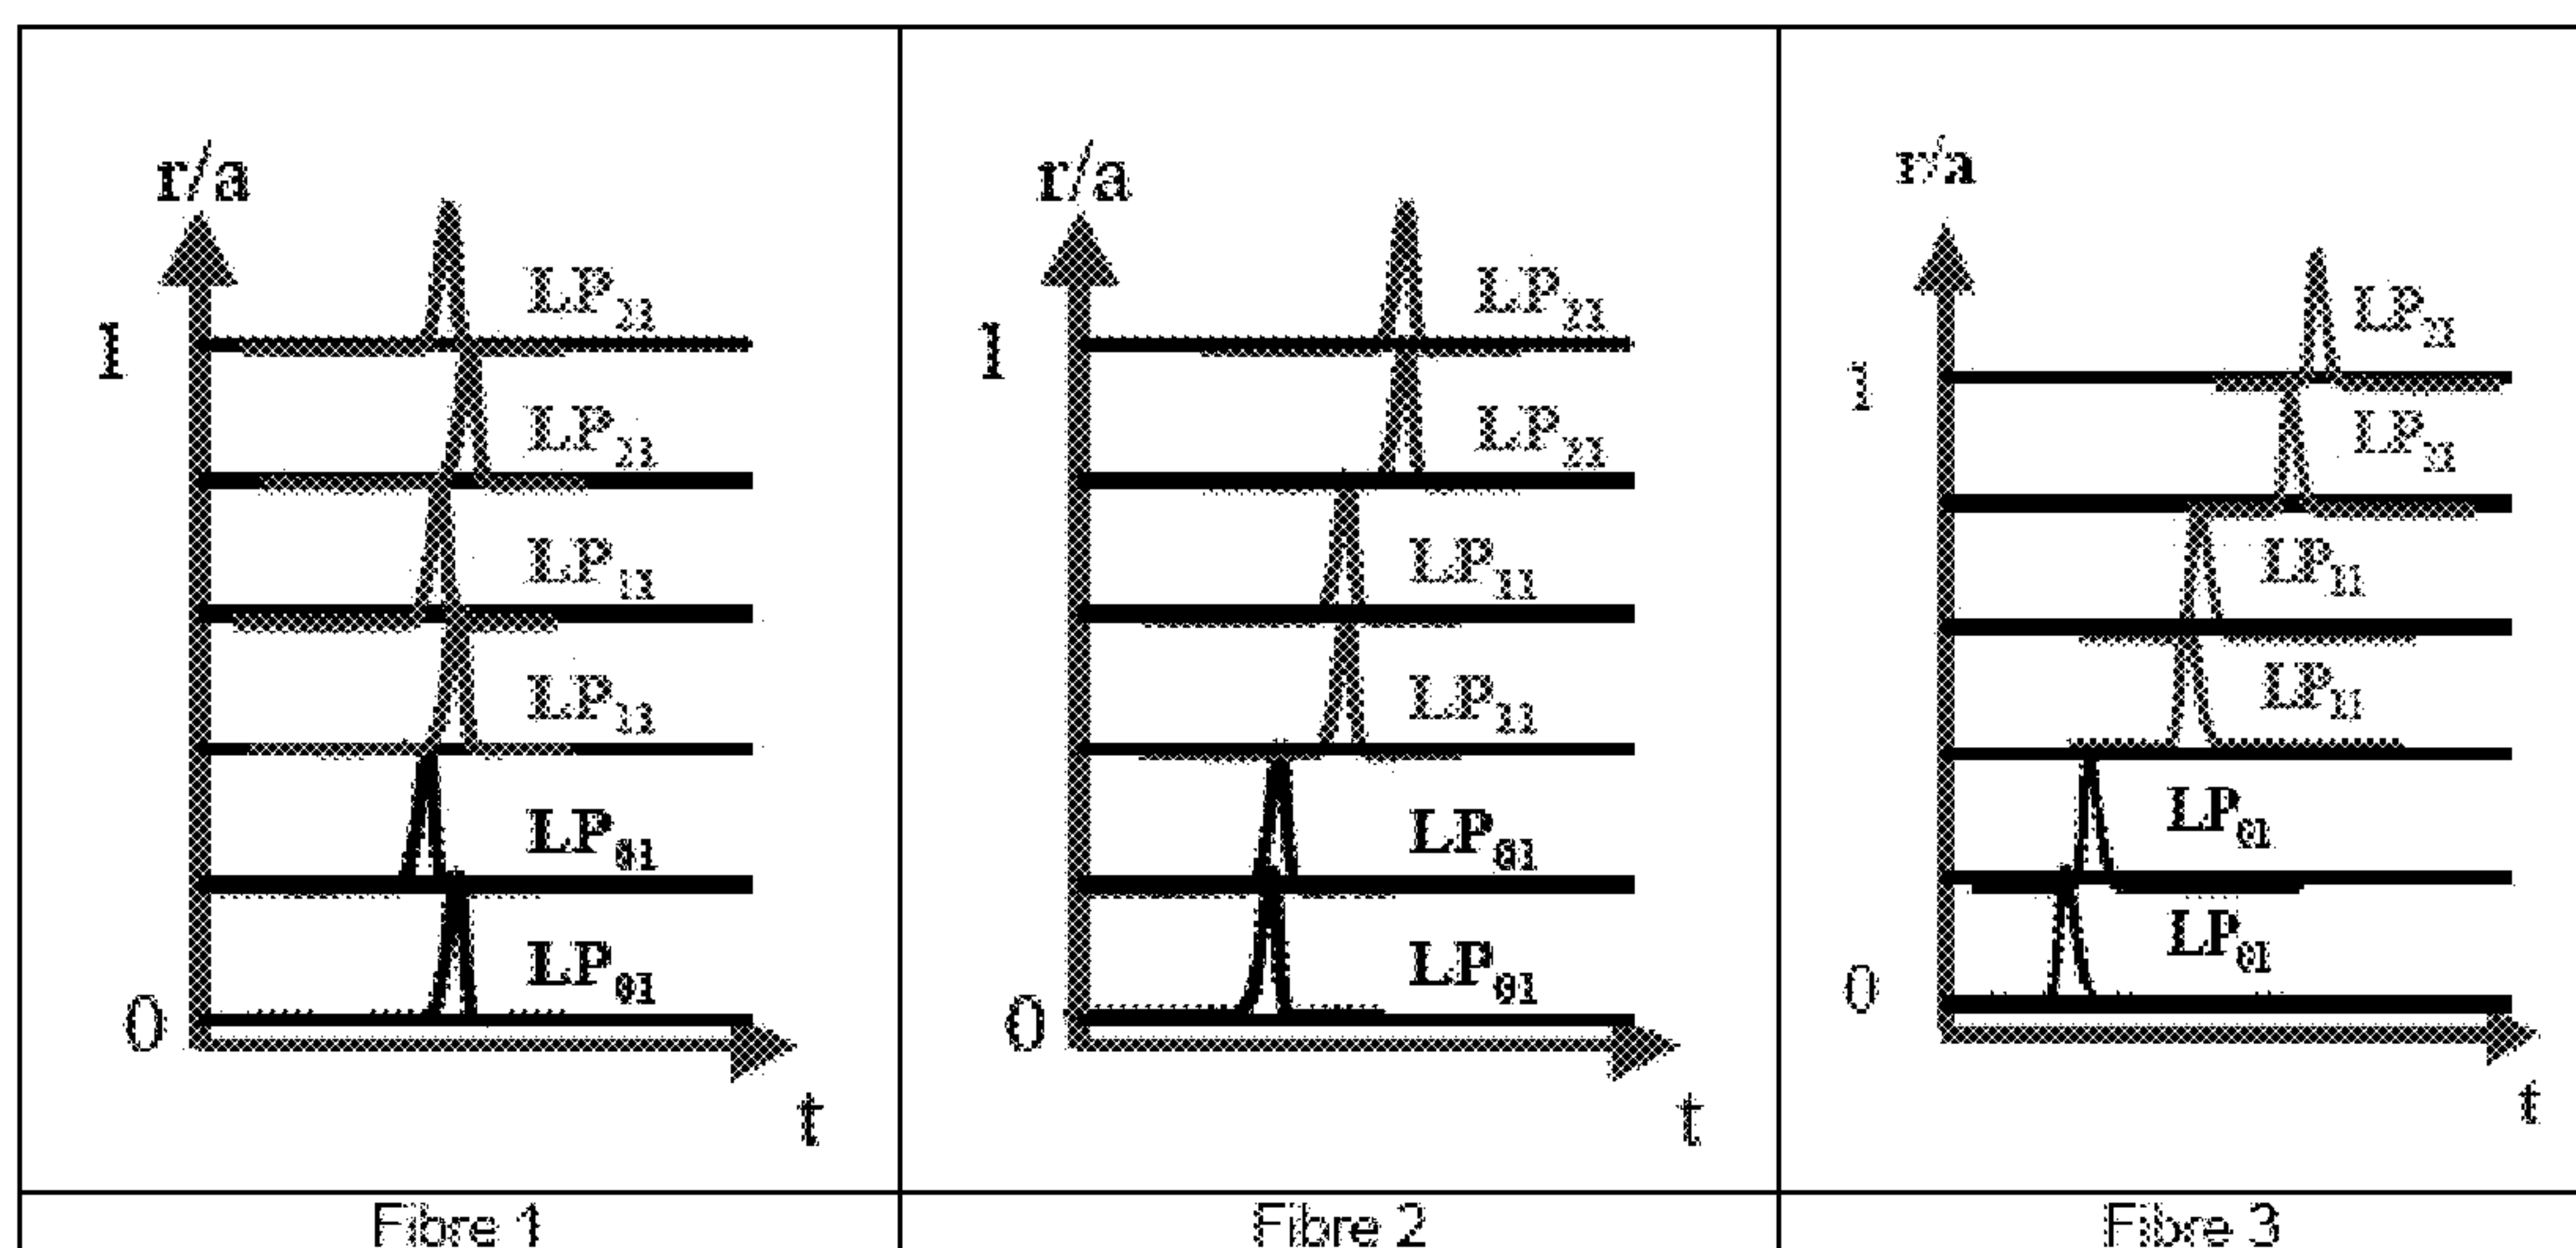 r/a r/a r/a
LP₂₁ LP₂₁ LP₂₁
1 1 1
LP₂₁ LP₂₁ LP₂₁
LP₁₁ LP₁₁ LP₁₁
LP₁₁ LP₁₁ LP₁₁
LP₀₁ LP₀₁ LP₀₁
LP₀₁ LP₀₁ LP₀₁
0 0 0
t t t
Fibre 1 Fibre 2 Fibre 3